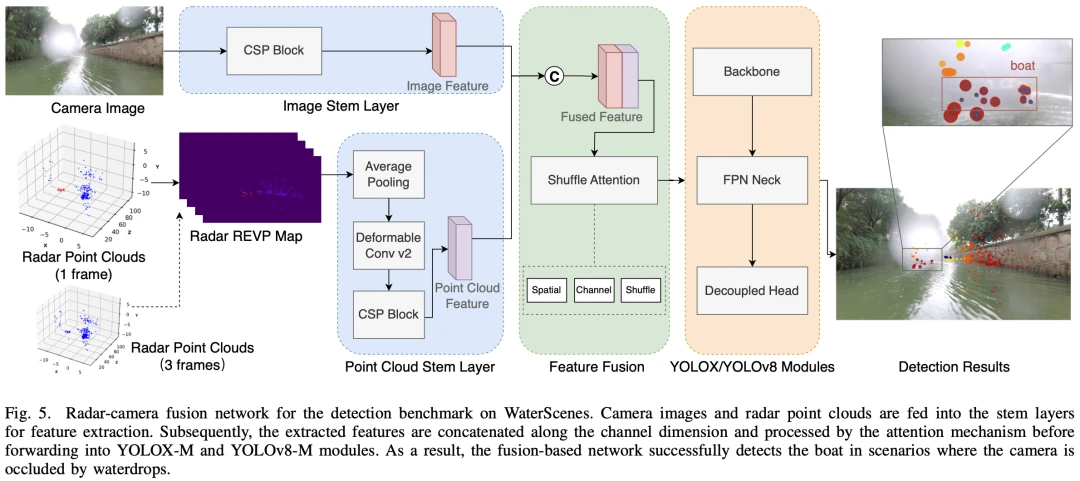 CSP Block
Image Feature
Camera Image
Image Stem Layer
Radar Point Clouds
(1 frame)
Radar REVP Map
Radar Point Clouds
(3 frames)
Average
Pooling
Deformable
Conv v2
CSP Block
Point Cloud
Feature
Point Cloud Stem Layer
C
Fused Feature
Shuffle Attention
Spatial
Channel
Shuffle
Feature Fusion
Backbone
FPN Neck
Decoupled Head
YOLOX/YOLOv8 Modules
boat
Detection Results
Fig. 5. Radar-camera fusion network for the detection benchmark on WaterScenes. Camera images and radar point clouds are fed into the stem layers
for feature extraction. Subsequently, the extracted features are concatenated along the channel dimension and processed by the attention mechanism before
forwarding into YOLOX-M and YOLOv8-M modules. As a result, the fusion-based network successfully detects the boat in scenarios where the camera is
occluded by waterdrops.